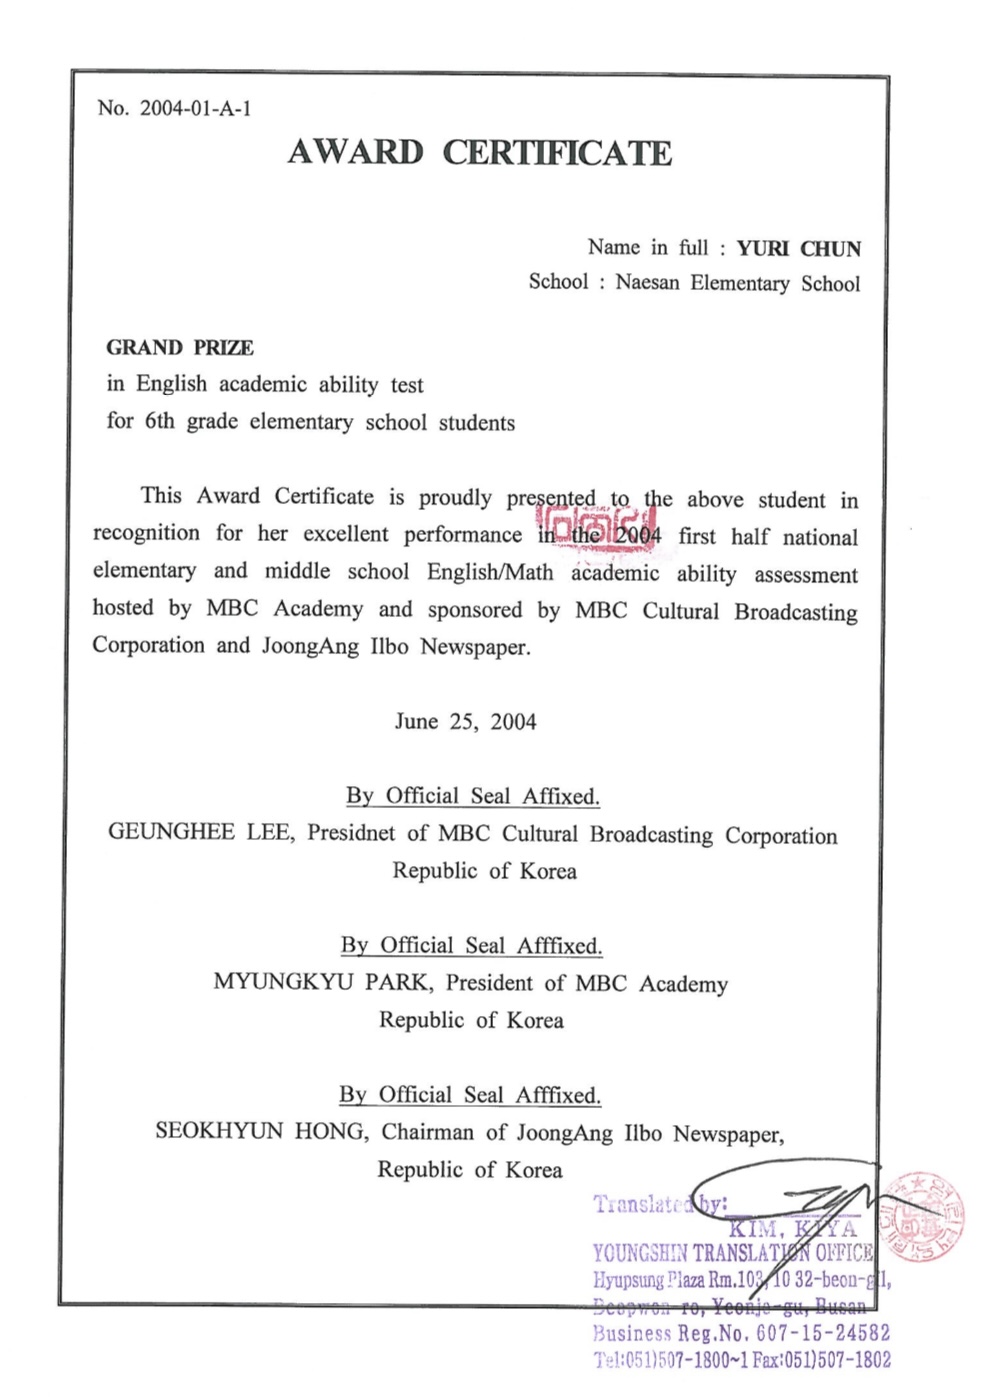 No. 2004-01-A-1
AWARD CERTIFICATE
Name in full : YURI CHUN
School : Naesan Elementary School
GRAND PRIZE
in English academic ability test
for 6th grade elementary school students
This Award Certificate is proudly presented to the above student in
recognition for her excellent performance in the 2004 first half national
elementary and middle school English/Math academic ability assessment
hosted by MBC Academy and sponsored by MBC Cultural Broadcasting
Corporation and JoongAng Ilbo Newspaper.
June 25, 2004
By Official Seal Affixed.
GEUNGHEE LEE, Presidnet of MBC Cultural Broadcasting Corporation
Republic of Korea
By Official Seal Afffixed.
MYUNGKYU PARK, President of MBC Academy
Republic of Korea
By Official Seal Afffixed.
SEOKHYUN HONG, Chairman of JoongAng Ilbo Newspaper,
Republic of Korea
Translated by:
KIM, KIYA
YOUNGSHIN TRANSLATION OFFICE
Hyupsung Plaza Rm.103, 10 32-beon-gil,
Beopwon-ro, Yeonje-gu, Busan
Business Reg.No. 607-15-24582
Tel:051)507-1800~1 Fax:051)507-1802